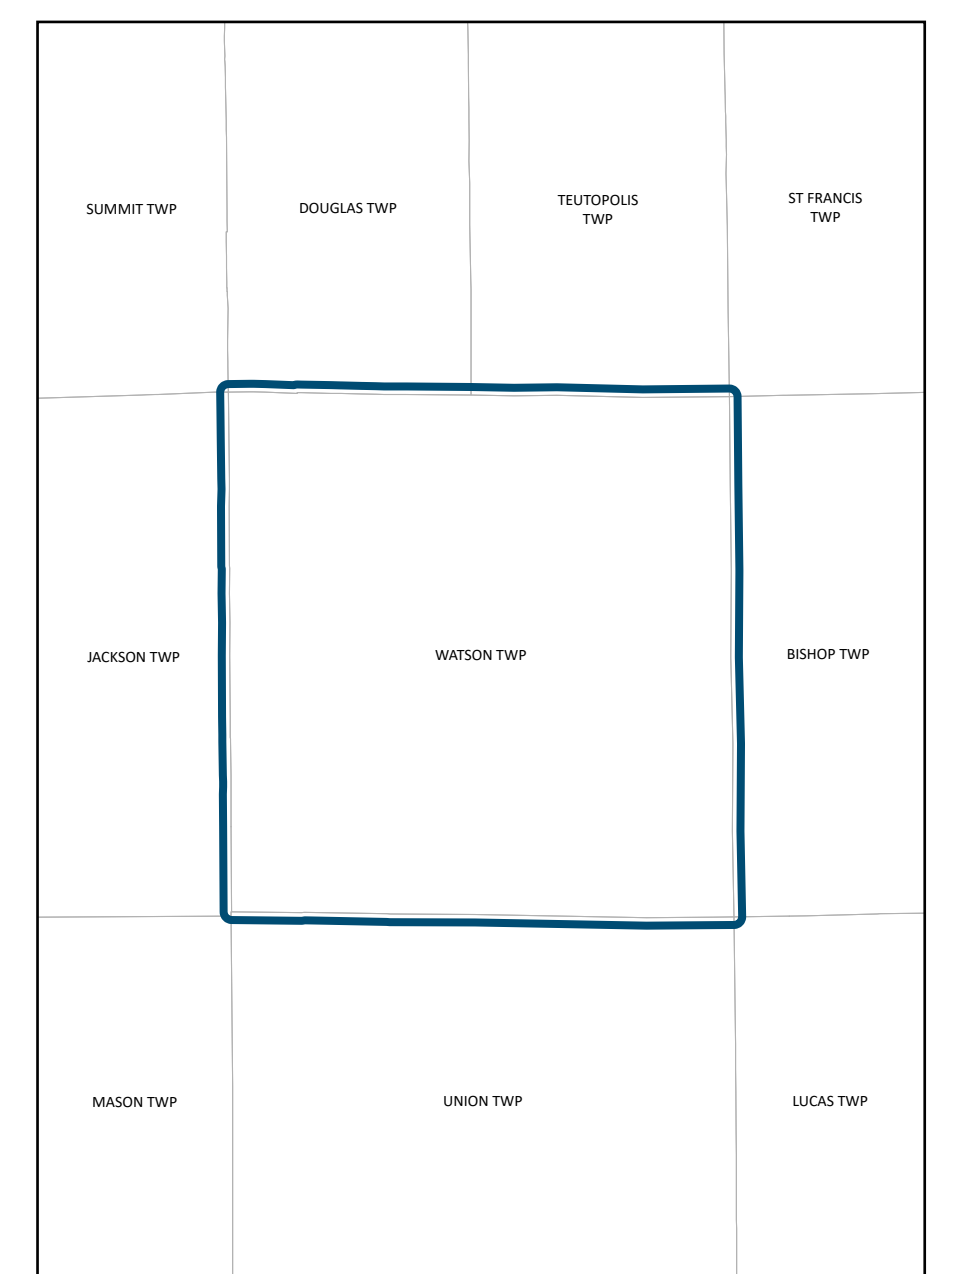 SUMMIT TWP
DOUGLAS TWP
TEUTOPOLIS
TWP
ST FRANCIS
TWP
JACKSON TWP
WATSON TWP
BISHOP TWP
MASON TWP
UNION TWP
LUCAS TWP